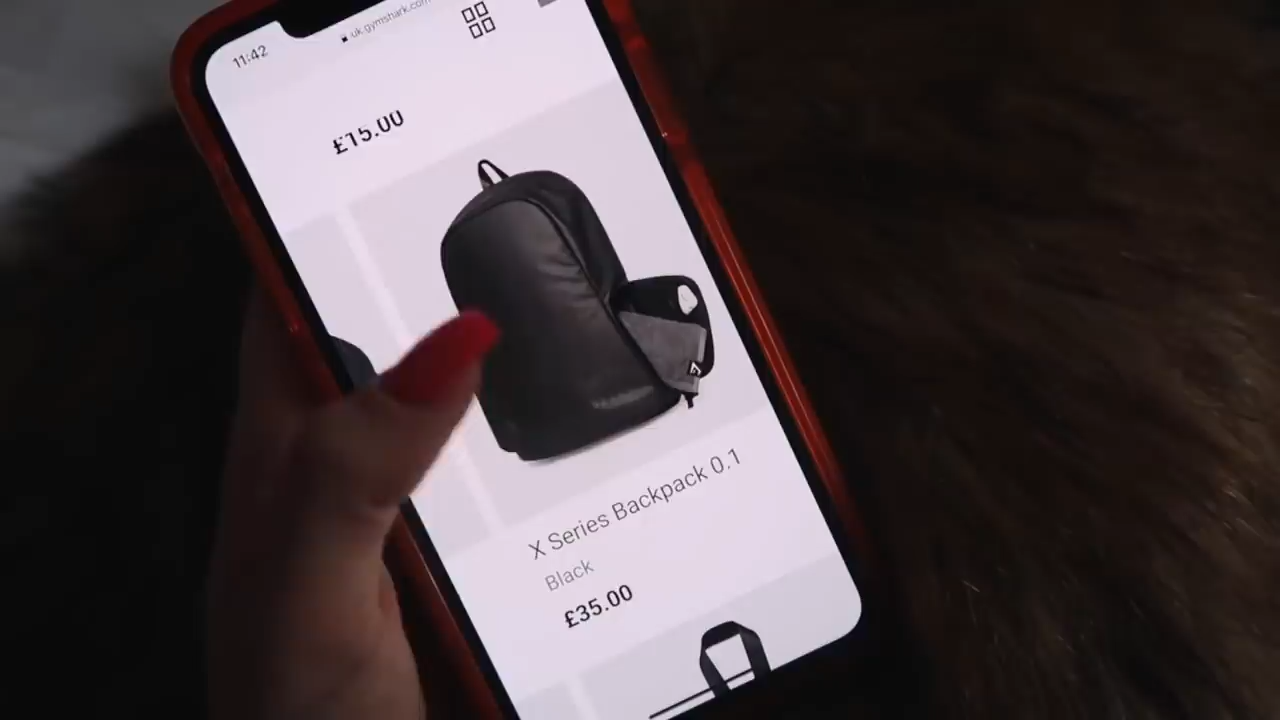 11:42
uk.gymshark.com
£15.00
X Series Backpack 0.1
Black
£35.00